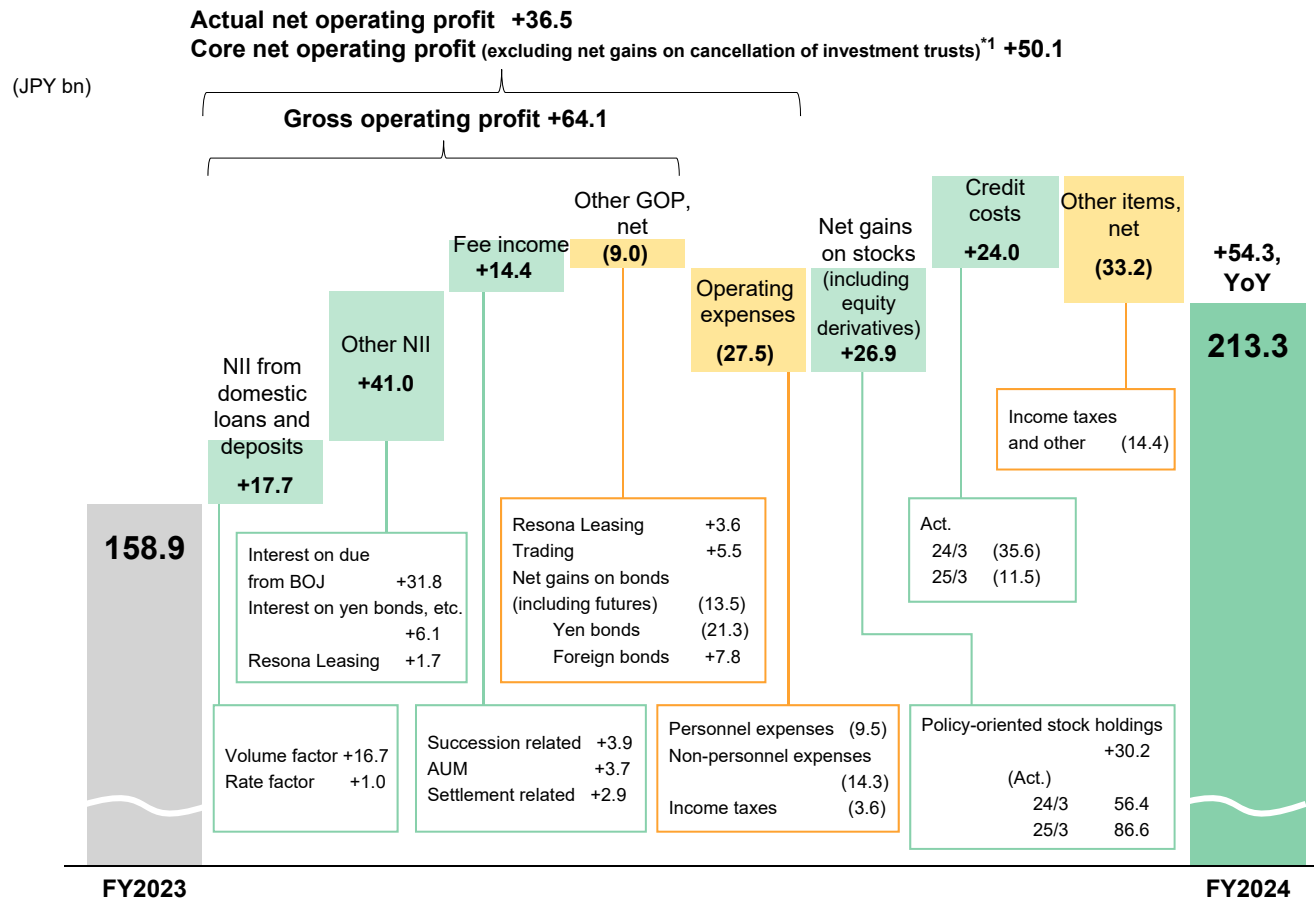 Actual net operating profit +36.5
Core net operating profit (excluding net gains on cancellation of investment trusts)*1 +50.1
(JPY bn)
Gross operating profit +64.1
NII from
domestic
loans and
deposits
+17.7
Other NII
+41.0
Fee income
+14.4
Other GOP,
net
(9.0)
Operating
expenses
(27.5)
Net gains
on stocks
(including
equity
derivatives)
+26.9
Credit
costs
+24.0
Other items,
net
(33.2)
+54.3,
YoY
213.3
158.9
Income taxes
and other (14.4)
Interest on due
from BOJ +31.8
Interest on yen bonds, etc.
+6.1
Resona Leasing +1.7
Resona Leasing +3.6
Trading +5.5
Net gains on bonds
(including futures) (13.5)
Yen bonds (21.3)
Foreign bonds +7.8
Act.
24/3 (35.6)
25/3 (11.5)
Volume factor +16.7
Rate factor +1.0
Succession related +3.9
AUM +3.7
Settlement related +2.9
Personnel expenses (9.5)
Non-personnel expenses
(14.3)
Income taxes (3.6)
Policy-oriented stock holdings
+30.2
(Act.)
24/3 56.4
25/3 86.6
FY2023
FY2024